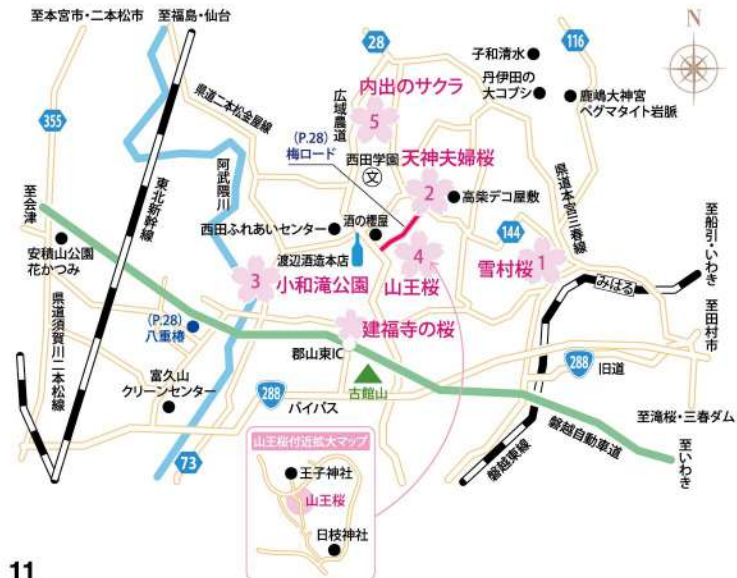 至本宮市・二本松市
至福島・仙台
N
28
116
子和清水
内出のサクラ
丹伊田の
大コブシ
鹿嶋大神宮
ペグマタイト岩脈
県道二本松金屋線
広域農道
5
355
(P.28)
梅ロード
西田学園
文
天神夫婦桜
2
高柴デコ屋敷
県道本宮三春線
阿武隈川
東北新幹線
至会津
酒の櫻屋
西田ふれあいセンター
144
至船引・いわき
安積山公園
花かつみ
渡辺酒造本店
4
山王桜
雪村桜
1
3
小和滝公園
みはる
県道須賀川二本松線
(P.28)
八重椿
建福寺の桜
至田村市
郡山東IC
288
旧道
富久山
クリーンセンター
288
バイパス
古館山
至滝桜・三春ダム
磐越自動車道
磐越東線
至いわき
73
山王桜付近拡大マップ
王子神社
山王桜
日枝神社
11